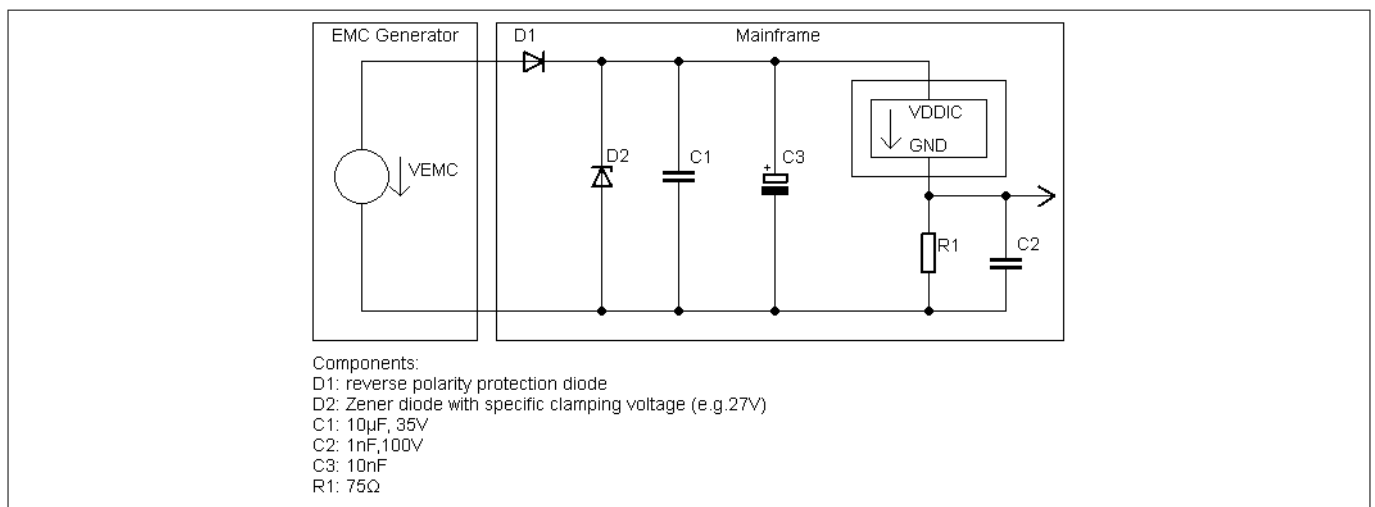 EMC Generator
D1
Mainframe
VDDIC
GND
VEMC
D2
C1
+
C3
R1
C2
Components:
D1: reverse polarity protection diode
D2: Zener diode with specific clamping voltage (e.g.27V)
C1: 10µF, 35V
C2: 1nF,100V
C3: 10nF
R1: 75Ω